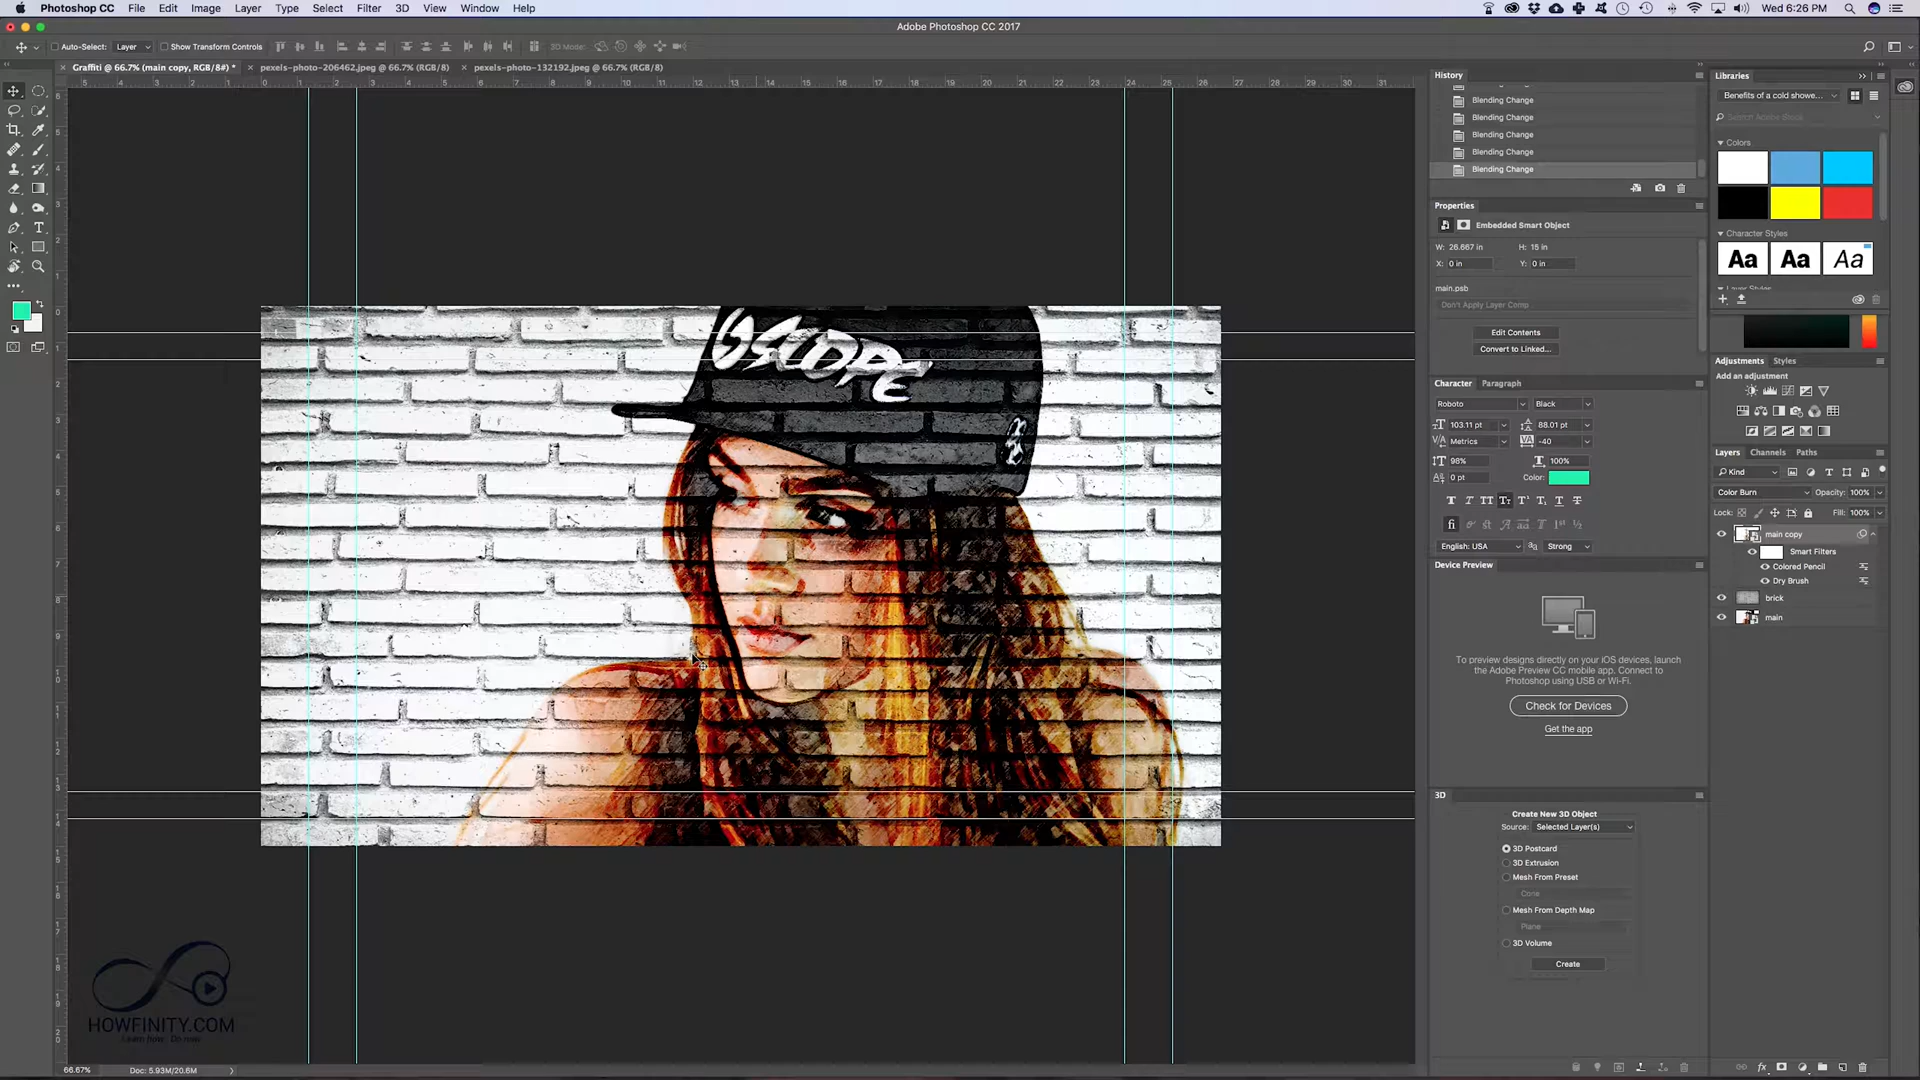 Photoshop CC File Edit Image Layer Type Select Filter 3D View Window Help Wed 6:26 PM
Adobe Photoshop CC 2017
Auto-Select: Layer Show Transform Controls 3D Mode:
Graffiti @ 66.7% (main copy, RGB/8#) * pexels-photo-206462.jpeg @ 66.7% (RGB/8) pexels-photo-132192.jpeg @ 66.7% (RGB/8)
History
Blending Change
Blending Change
Blending Change
Blending Change
Blending Change
Properties
Embedded Smart Object
W: 26.667 in H: 15 in
X: 0 in Y: 0 in
main.psb
Don't Apply Layer Comp
Edit Contents
Convert to Linked...
Character Paragraph
Roboto Black
103.11 pt 88.01 pt
Metrics -40
98% 100%
0 pt Color:
English: USA Strong
Device Preview
To preview designs directly on your iOS devices, launch
the Adobe Preview CC mobile app. Connect to
Photoshop using USB or Wi-Fi.
Check for Devices
Get the app
3D
Create New 3D Object
Source: Selected Layer(s)
3D Postcard
3D Extrusion
Mesh From Preset
Cone
Mesh From Depth Map
Plane
3D Volume
Create
Libraries
Benefits of a cold showe...
Search Adobe Stock
Colors
Character Styles
Aa Aa Aa
Layer Styles
Adjustments Styles
Add an adjustment
Layers Channels Paths
Kind
Color Burn Opacity: 100%
Lock: Fill: 100%
main copy
Smart Filters
Colored Pencil
Dry Brush
brick
main
HOWFINITY.COM
Learn how. Do now.
66.67% Doc: 5.93M/20.6M